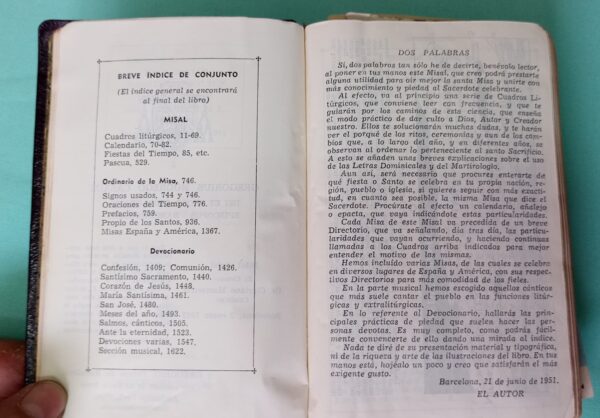 BREVE ÍNDICE DE CONJUNTO
(El índice general se encontrará
al final del libro)
MISAL
Cuadros litúrgicos, 11-69.
Calendario, 70-82.
Fiestas del Tiempo, 85, etc.
Pascua, 529.
Ordinario de la Misa, 746.
Signos usados, 744 y 746.
Oraciones del Tiempo, 776.
Prefacios, 759.
Propio de los Santos, 936.
Misas España y América, 1367.
Devocionario
Confesión, 1409; Comunión, 1426.
Santísimo Sacramento, 1440.
Corazón de Jesús, 1448.
María Santísima, 1461.
San José, 1480.
Meses del año, 1493.
Salmos, cánticos, 1505.
Ante la eternidad, 1523.
Devociones varias, 1547.
Sección musical, 1622.
DOS PALABRAS
Sí, dos palabras tan sólo he de decirte, benévolo lector,
al poner en tus manos este Misal, que creo podrá prestarte
alguna utilidad para oír mejor la santa Misa y unirte con
más conocimiento y piedad al Sacerdote celebrante.
Al efecto, va al principio una serie de Cuadros Li-
túrgicos, que conviene leer con frecuencia, y que te
guiarán por los caminos de esta ciencia, que enseña
el modo práctico de dar culto a Dios, Autor y Creador
nuestro. Ellos te solucionarán muchas dudas, y te harán
ver el porqué de los ritos, ceremonias y aun de los cam-
bios que, a lo largo del año, y en diferentes años, se
observan al ordenar lo perteneciente al santo Sacrificio.
A esto se añaden unas breves explicaciones sobre el uso
de las Letras Dominicales y del Martirologio.
Aun así, será necesario que procures enterarte de
qué fiesta o Santo se celebra en tu propia nación, re-
gión, pueblo o iglesia, si quieres seguir con más exacti-
tud, en cuanto sea posible, la misma Misa que dice el
Sacerdote. Procúrate al efecto un calendario, añalejo
o epacta, que vaya indicándote estas particularidades.
Cada Misa de este Misal va precedida de un breve
Directorio, que va señalando, día tras día, las particu-
laridades que vayan ocurriendo, y haciendo continuas
llamadas a los Cuadros arriba indicados para mejor
entender el motivo de las mismas.
Hemos incluído varias Misas, de las cuales se celebra
en diversos lugares de España y América, con sus respec-
tivos Directorios para más comodidad de los fieles.
En la parte musical hemos escogido aquellos cánticos
que más suele cantar el pueblo en las funciones litúr-
gicas y extralitúrgicas.
En lo referente al Devocionario, hallarás las prin-
cipales prácticas de piedad que suelen hacer las per-
sonas devotas. Es muy completo, como podrás fácil-
mente convencerte de ello dando una mirada al índice.
Nada te diré de su presentación material y tipográfica,
ni de la riqueza y arte de las ilustraciones del libro. En tus
manos está, hojéalo un poco y creo que satisfarán el más
exigente gusto.
Barcelona, 21 de junio de 1951.
EL AUTOR